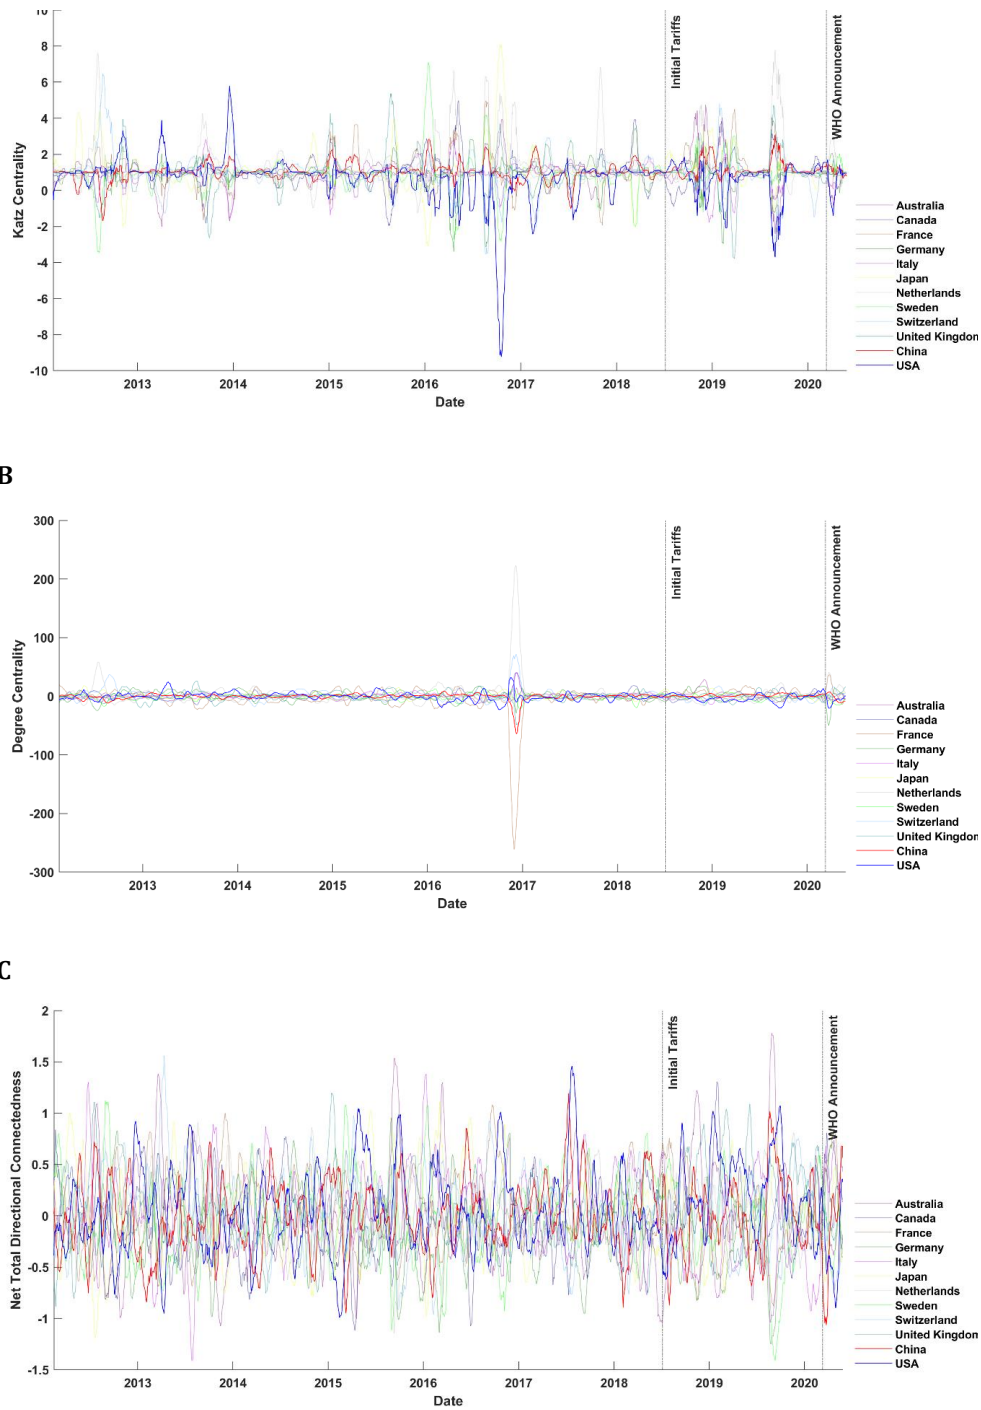 10
8
6
4
2
0
-2
-4
-6
-8
-10
Katz Centrality
2013 2014 2015 2016 2017 2018 2019 2020
Date
Initial Tariffs
WHO Announcement
Australia
Canada
France
Germany
Italy
Japan
Netherlands
Sweden
Switzerland
United Kingdom
China
USA
B
300
200
100
0
-100
-200
-300
Degree Centrality
2013 2014 2015 2016 2017 2018 2019 2020
Date
Initial Tariffs
WHO Announcement
Australia
Canada
France
Germany
Italy
Japan
Netherlands
Sweden
Switzerland
United Kingdom
China
USA
C
2
1.5
1
0.5
0
-0.5
-1
-1.5
Net Total Directional Connectedness
2013 2014 2015 2016 2017 2018 2019 2020
Date
Initial Tariffs
WHO Announcement
Australia
Canada
France
Germany
Italy
Japan
Netherlands
Sweden
Switzerland
United Kingdom
China
USA